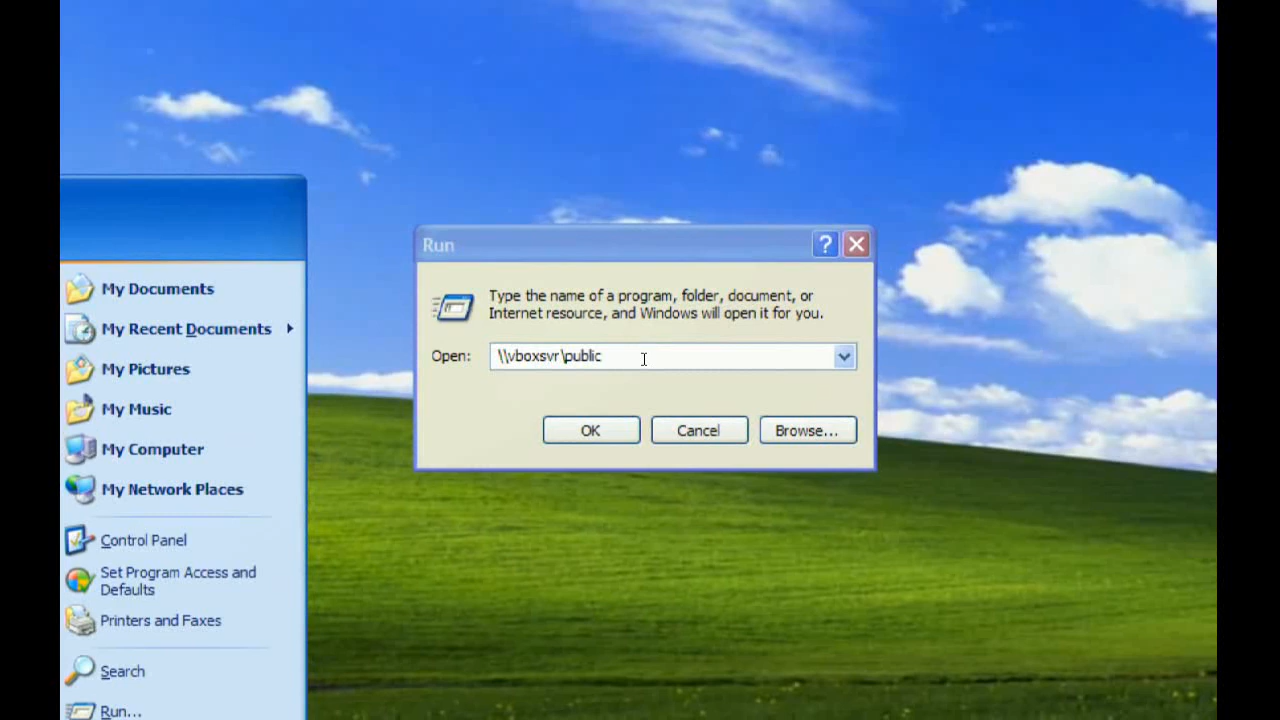 My Documents
My Recent Documents
My Pictures
My Music
My Computer
My Network Places
Control Panel
Set Program Access and
Defaults
Printers and Faxes
Search
Run...
Run
?
Type the name of a program, folder, document, or
Internet resource, and Windows will open it for you.
Open: \\vboxsvr\public
OK Cancel Browse...